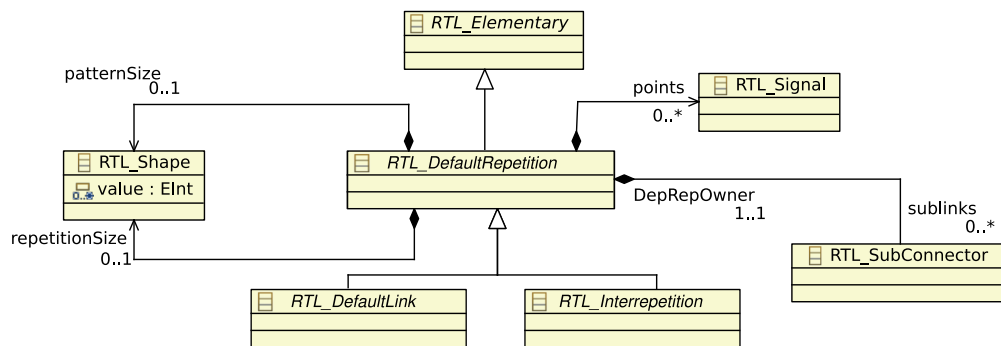 RTL_Elementary
patternSize
0..1
points
0..*
RTL_Signal
RTL_Shape
0..*
value : EInt
RTL_DefaultRepetition
DepRepOwner
1..1
sublinks
0..*
repetitionSize
0..1
RTL_SubConnector
RTL_DefaultLink
RTL_Interrepetition